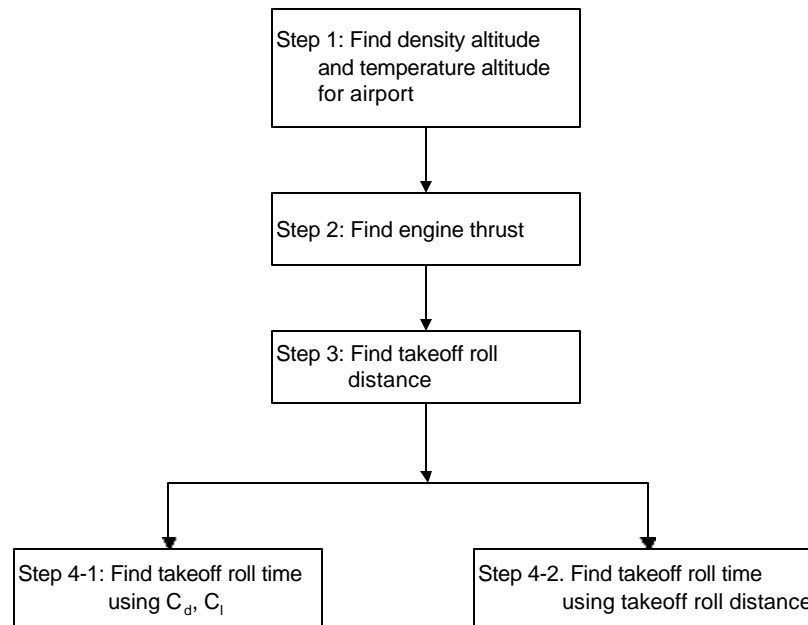 Step 1: Find density altitude
and temperature altitude
for airport
Step 2: Find engine thrust
Step 3: Find takeoff roll
distance
Step 4-1: Find takeoff roll time
using C_d, C_l
Step 4-2. Find takeoff roll time
using takeoff roll distance